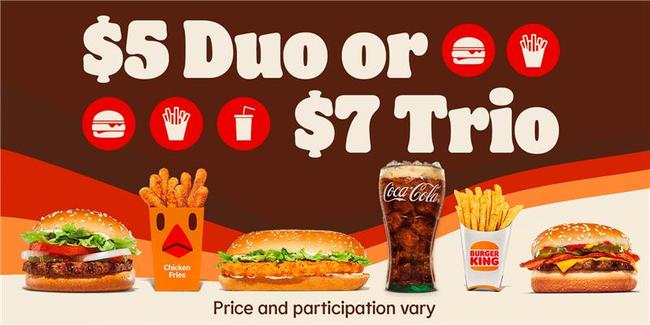 $5 Duo or
$7 Trio
Chicken
Fries
Coca-Cola
BURGER
KING
Price and participation vary